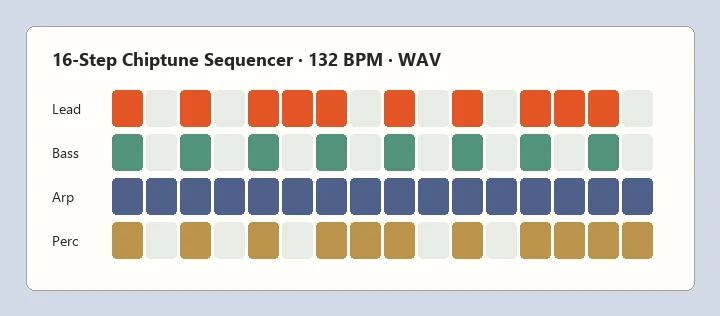 16-Step Chiptune Sequencer · 132 BPM · WAV
Lead
Bass
Arp
Perc